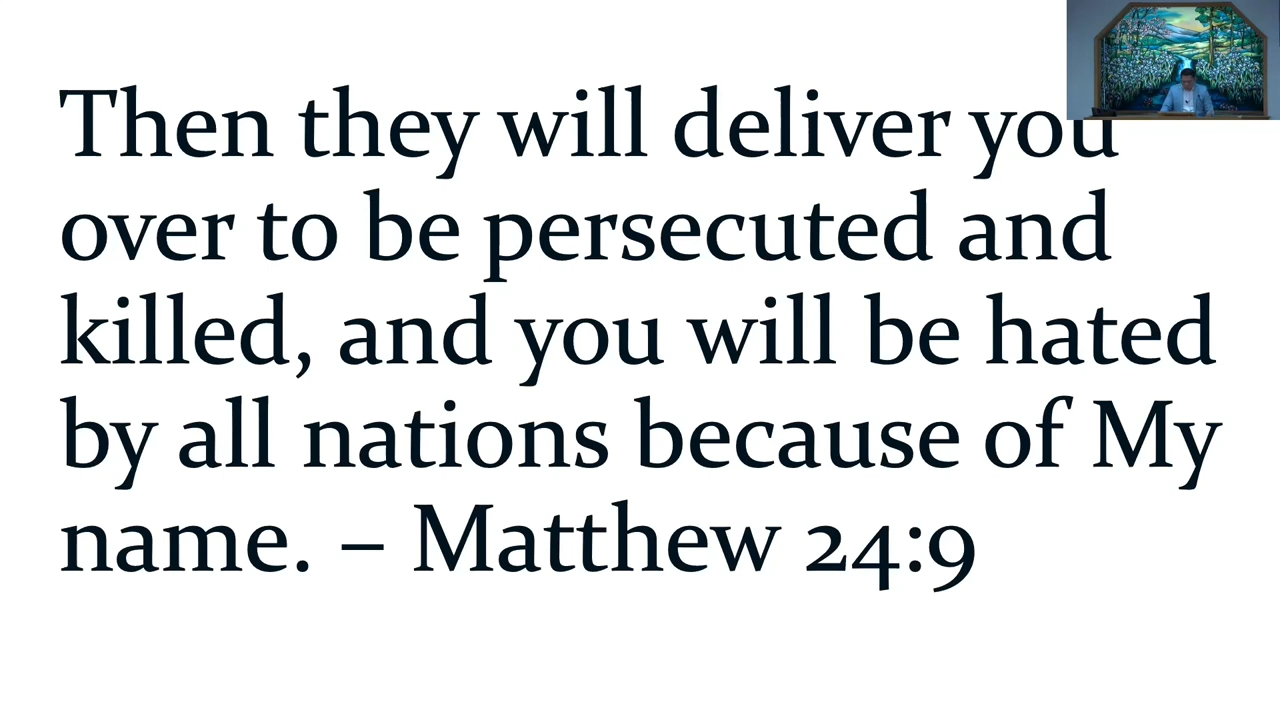 Then they will deliver you
over to be persecuted and
killed, and you will be hated
by all nations because of My
name. – Matthew 24:9